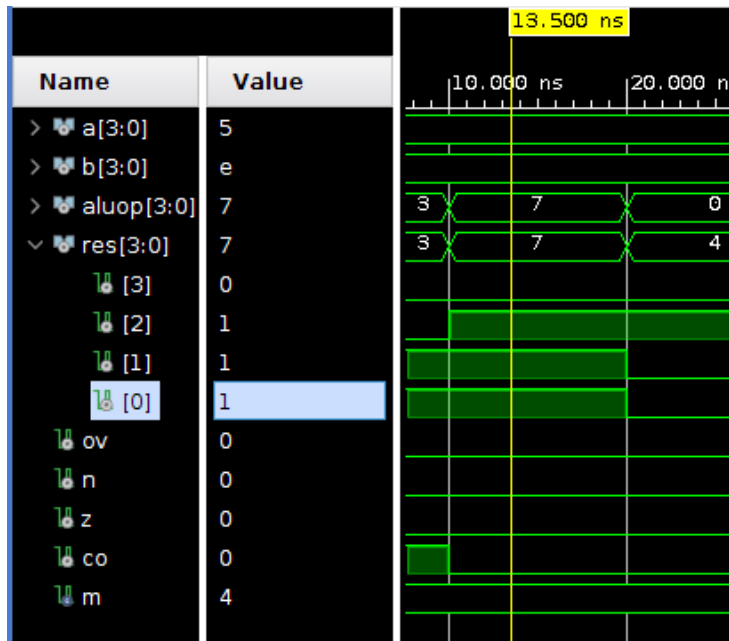 13.500 ns
Name Value 10.000 ns 20.000 n
a[3:0] 5
b[3:0] e
aluop[3:0] 7 3 7 0
res[3:0] 7 3 7 4
[3] 0
[2] 1
[1] 1
[0] 1
ov 0
n 0
z 0
co 0
m 4